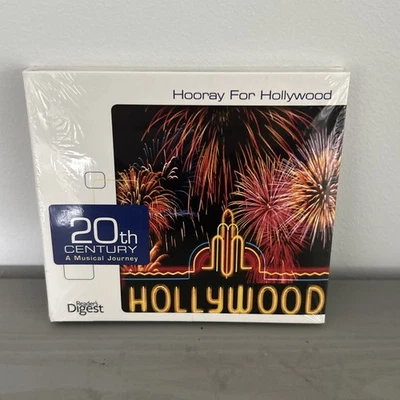 Hooray For Hollywood
20th
CENTURY
A Musical Journey
Reader's
Digest
HOLLYWOOD